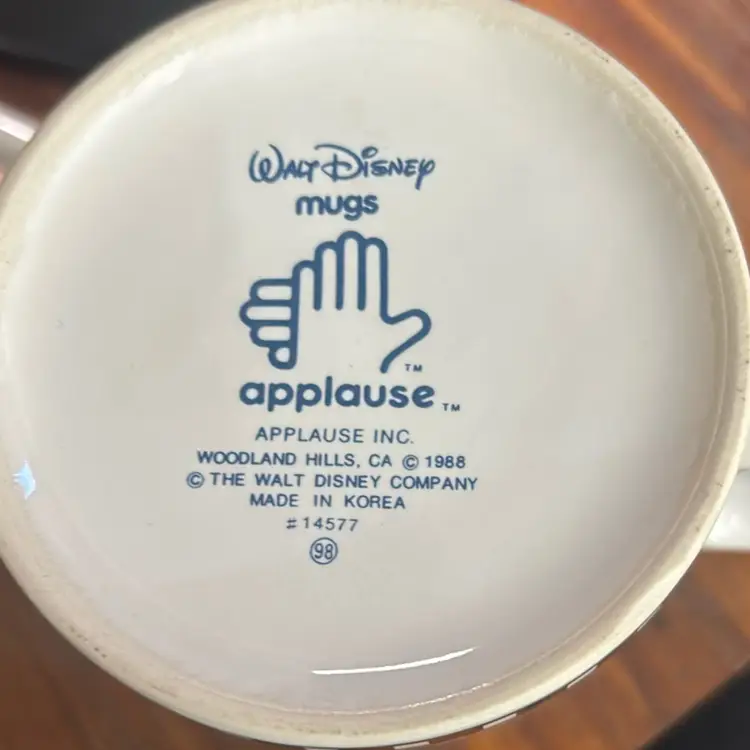 Walt Disney
mugs
TM
applause TM
APPLAUSE INC.
WOODLAND HILLS, CA © 1988
© THE WALT DISNEY COMPANY
MADE IN KOREA
#14577
98